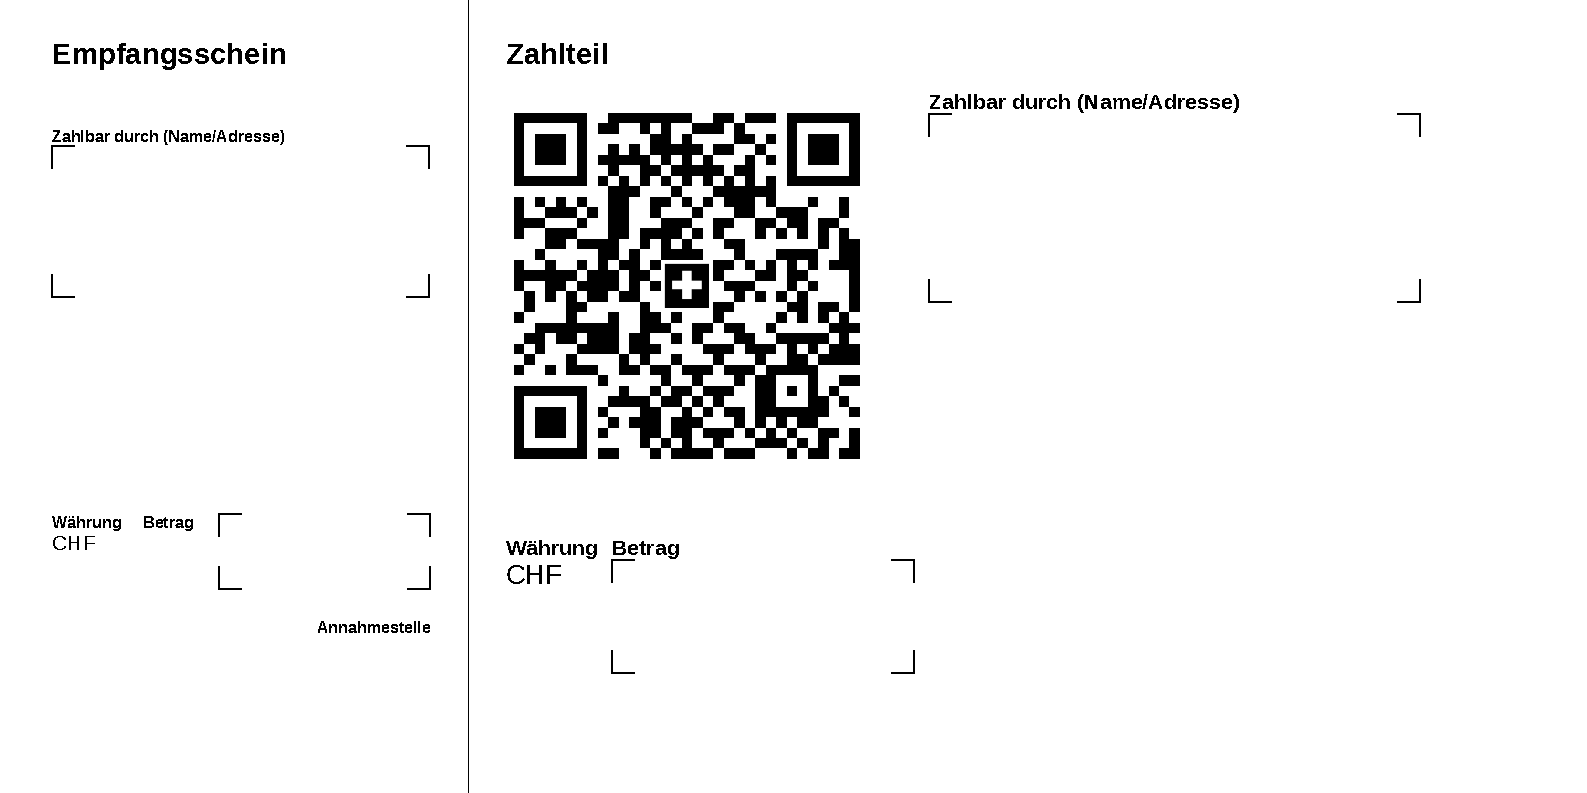 Empfangsschein
Zahlbar durch (Name/Adresse)
Währung Betrag
CHF
Annahmestelle
Zahlteil
Währung Betrag
CHF
Zahlbar durch (Name/Adresse)